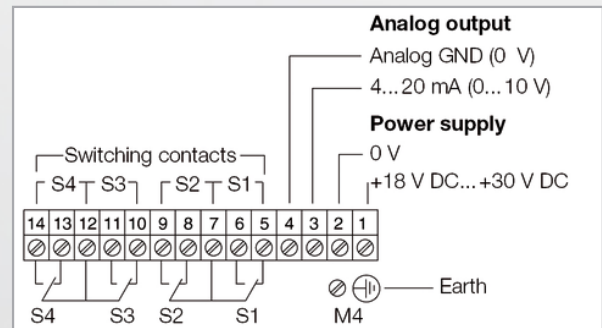 Analog output
Analog GND (0 V)
4...20 mA (0...10 V)
Power supply
Switching contacts
0 V
S4 S3 S2 S1
+18 V DC...+30 V DC
14 13 12 11 10 9 8 7 6 5 4 3 2 1
Earth
S4 S3 S2 S1 M4